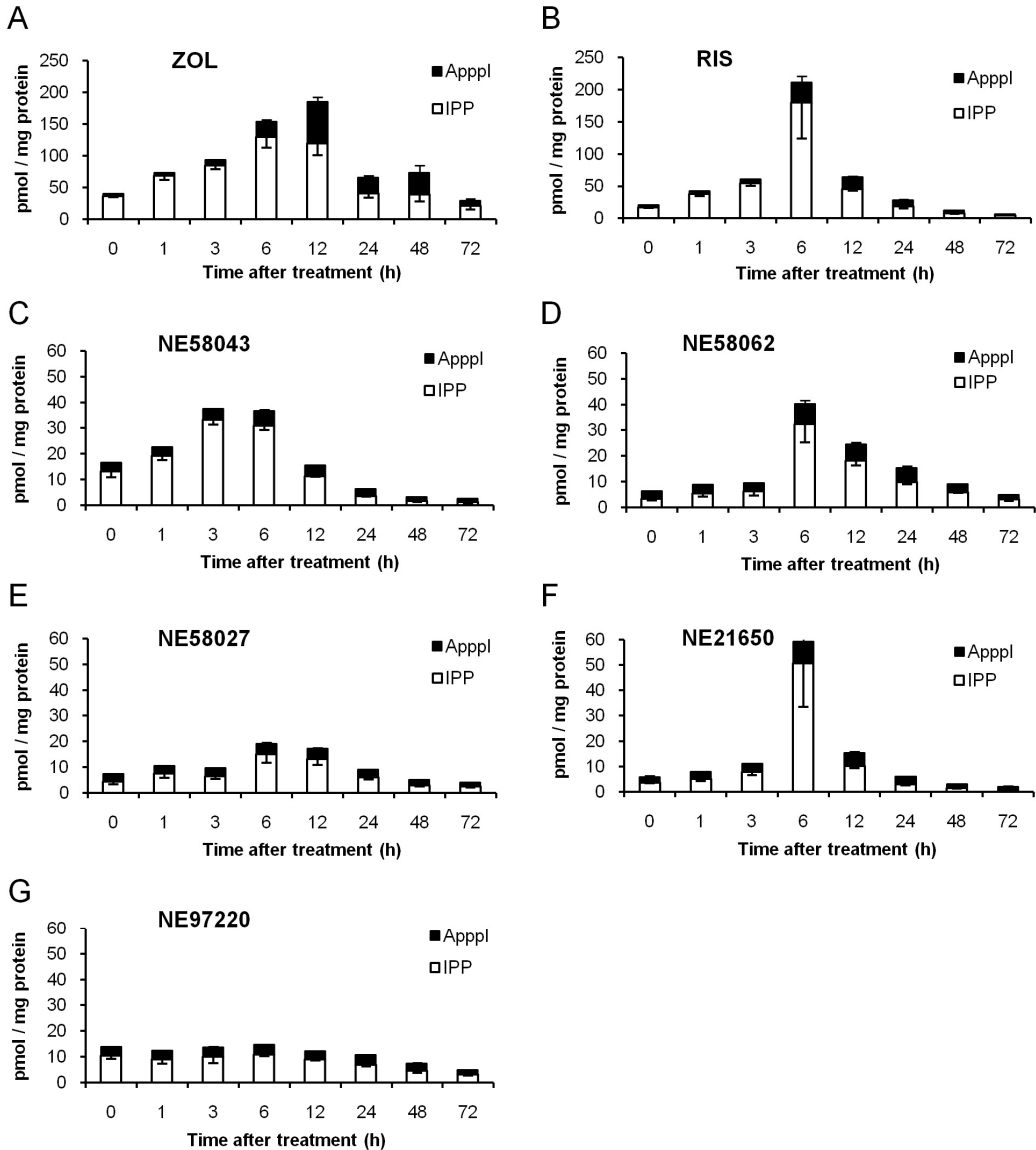 A
ZOL
pmol / mg protein
250
200
150
100
50
0
ApppI
IPP
0 1 3 6 12 24 48 72
Time after treatment (h)
B
RIS
pmol / mg protein
250
200
150
100
50
0
ApppI
IPP
0 1 3 6 12 24 48 72
Time after treatment (h)
C
NE58043
pmol / mg protein
60
50
40
30
20
10
0
ApppI
IPP
0 1 3 6 12 24 48 72
Time after treatment (h)
D
NE58062
pmol / mg protein
60
50
40
30
20
10
0
ApppI
IPP
0 1 3 6 12 24 48 72
Time after treatment (h)
E
NE58027
pmol / mg protein
60
50
40
30
20
10
0
ApppI
IPP
0 1 3 6 12 24 48 72
Time after treatment (h)
F
NE21650
pmol / mg protein
60
50
40
30
20
10
0
ApppI
IPP
0 1 3 6 12 24 48 72
Time after treatment (h)
G
NE97220
pmol / mg protein
60
50
40
30
20
10
0
ApppI
IPP
0 1 3 6 12 24 48 72
Time after treatment (h)